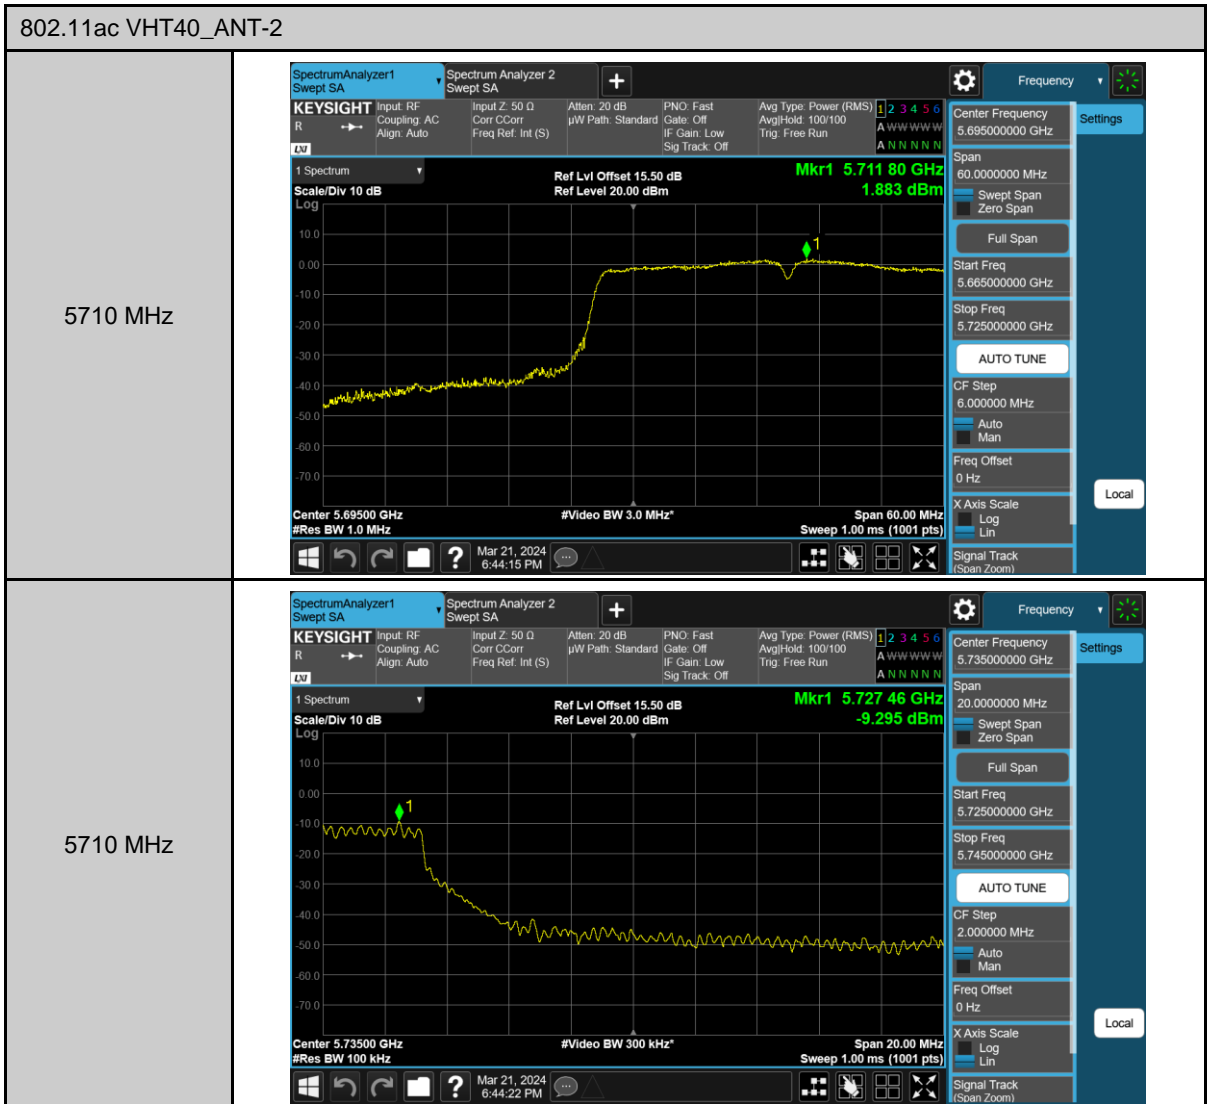 802.11ac VHT40_ANT-2
5710 MHz
SpectrumAnalyzer1
Swept SA
Spectrum Analyzer 2
Swept SA
+
Frequency
KEYSIGHT
R
LXI
Input: RF
Coupling: AC
Align: Auto
Input Z: 50 Ω
Corr CCorr
Freq Ref: Int (S)
Atten: 20 dB
µW Path: Standard
PNO: Fast
Gate: Off
IF Gain: Low
Sig Track: Off
Avg Type: Power (RMS)
Avg|Hold: 100/100
Trig: Free Run
1 2 3 4 5 6
A W W W W W
A N N N N N
1 Spectrum
Scale/Div 10 dB
Log
Ref Lvl Offset 15.50 dB
Ref Level 20.00 dBm
Mkr1 5.711 80 GHz
1.883 dBm
10.0
0.00
-10.0
-20.0
-30.0
-40.0
-50.0
-60.0
-70.0
1
Center 5.69500 GHz
#Res BW 1.0 MHz
#Video BW 3.0 MHz*
Span 60.00 MHz
Sweep 1.00 ms (1001 pts)
?
Mar 21, 2024
6:44:15 PM
Center Frequency
5.695000000 GHz
Span
60.0000000 MHz
Swept Span
Zero Span
Full Span
Start Freq
5.665000000 GHz
Stop Freq
5.725000000 GHz
AUTO TUNE
CF Step
6.000000 MHz
Auto
Man
Freq Offset
0 Hz
X Axis Scale
Log
Lin
Signal Track
(Span Zoom)
Settings
Local
5710 MHz
SpectrumAnalyzer1
Swept SA
Spectrum Analyzer 2
Swept SA
+
Frequency
KEYSIGHT
R
LXI
Input: RF
Coupling: AC
Align: Auto
Input Z: 50 Ω
Corr CCorr
Freq Ref: Int (S)
Atten: 20 dB
µW Path: Standard
PNO: Fast
Gate: Off
IF Gain: Low
Sig Track: Off
Avg Type: Power (RMS)
Avg|Hold: 100/100
Trig: Free Run
1 2 3 4 5 6
A W W W W W
A N N N N N
1 Spectrum
Scale/Div 10 dB
Log
Ref Lvl Offset 15.50 dB
Ref Level 20.00 dBm
Mkr1 5.727 46 GHz
-9.295 dBm
10.0
0.00
-10.0
-20.0
-30.0
-40.0
-50.0
-60.0
-70.0
1
Center 5.73500 GHz
#Res BW 100 kHz
#Video BW 300 kHz*
Span 20.00 MHz
Sweep 1.00 ms (1001 pts)
?
Mar 21, 2024
6:44:22 PM
Center Frequency
5.735000000 GHz
Span
20.0000000 MHz
Swept Span
Zero Span
Full Span
Start Freq
5.725000000 GHz
Stop Freq
5.745000000 GHz
AUTO TUNE
CF Step
2.000000 MHz
Auto
Man
Freq Offset
0 Hz
X Axis Scale
Log
Lin
Signal Track
(Span Zoom)
Settings
Local